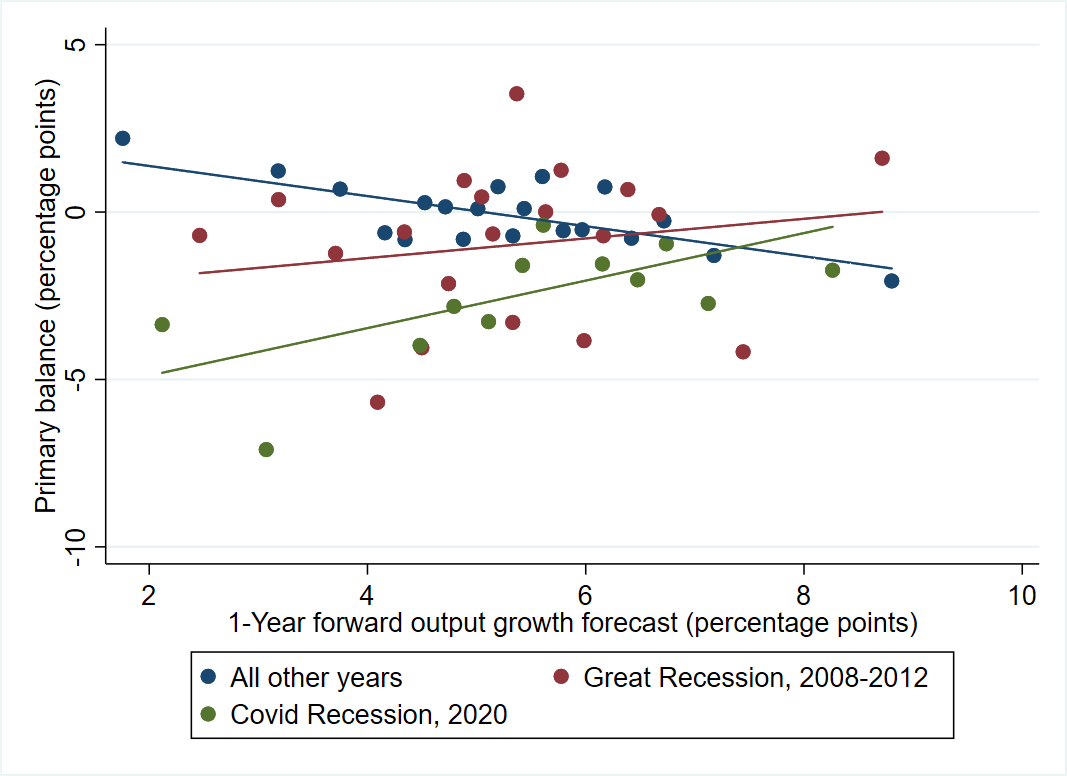 Primary balance (percentage points)
5
0
-5
-10
2 4 6 8 10
1-Year forward output growth forecast (percentage points)
All other years Great Recession, 2008-2012
Covid Recession, 2020